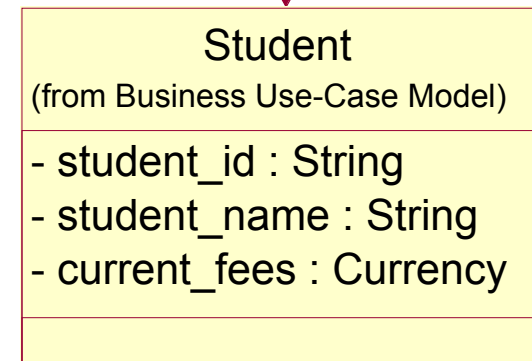 Student
(from Business Use-Case Model)
- student_id : String
- student_name : String
- current_fees : Currency